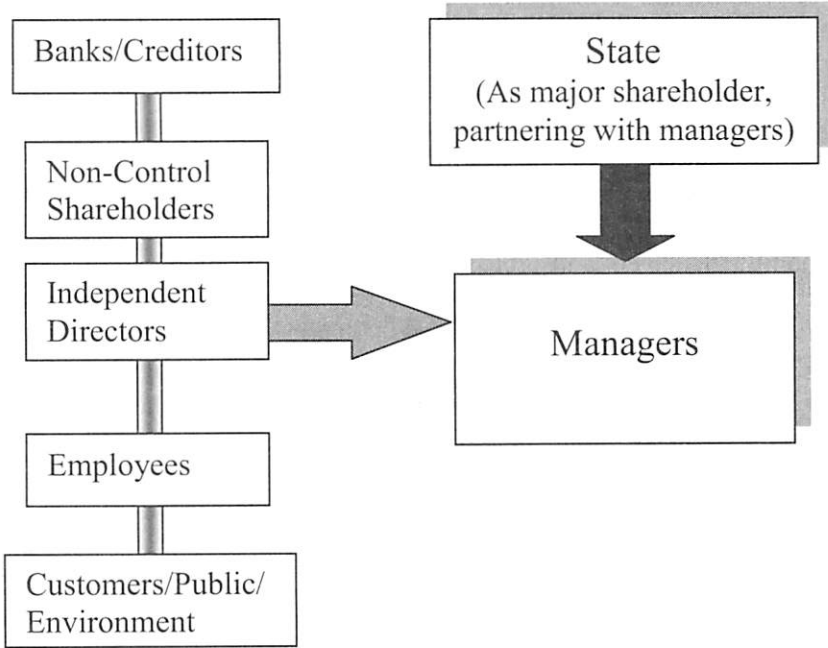 Banks/Creditors
Non-Control
Shareholders
Independent
Directors
Employees
Customers/Public/
Environment
State
(As major shareholder,
partnering with managers)
Managers